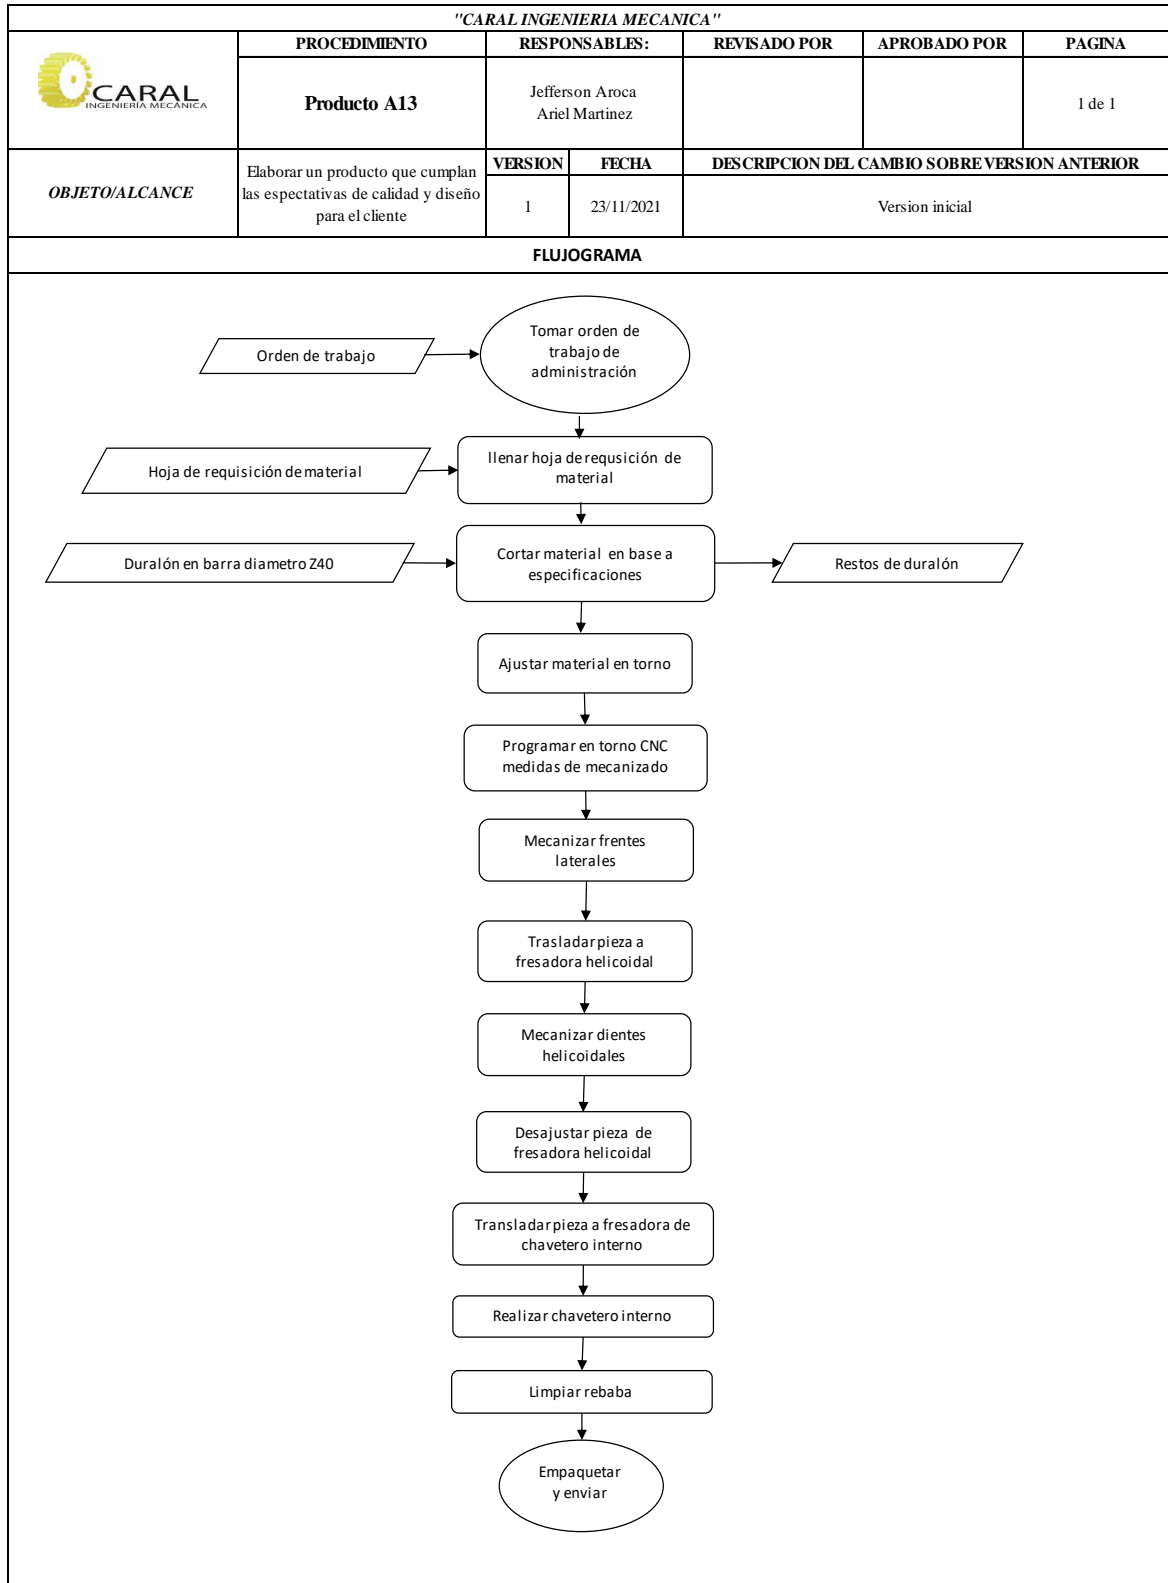 "CARAL INGENIERIA MECANICA"
PROCEDIMIENTO
RESPONSABLES:
REVISADO POR
APROBADO POR
PAGINA
CARAL
INGENIERÍA MECÁNICA
Producto A13
Jefferson Aroca
Ariel Martinez
1 de 1
OBJETO/ALCANCE
Elaborar un producto que cumplan
las espectativas de calidad y diseño
para el cliente
VERSION
FECHA
DESCRIPCION DEL CAMBIO SOBRE VERSION ANTERIOR
1
23/11/2021
Version inicial
FLUJOGRAMA
Orden de trabajo
Tomar orden de
trabajo de
administración
Hoja de requisición de material
llenar hoja de requsición de
material
Duralón en barra diametro Z40
Cortar material en base a
especificaciones
Restos de duralón
Ajustar material en torno
Programar en torno CNC
medidas de mecanizado
Mecanizar frentes
laterales
Trasladar pieza a
fresadora helicoidal
Mecanizar dientes
helicoidales
Desajustar pieza de
fresadora helicoidal
Transladar pieza a fresadora de
chavetero interno
Realizar chavetero interno
Limpiar rebaba
Empaquetar
y enviar